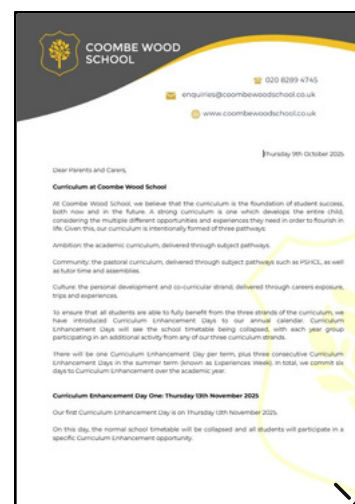 COOMBE WOOD
SCHOOL
020 8289 4745
enquiries@coombewoodschool.co.uk
www.coombewoodschool.co.uk
Thursday 9th October 2025
Dear Parents and Carers,
Curriculum at Coombe Wood School
At Coombe Wood School, we believe that the curriculum is the foundation of student success,
both now and in the future. A strong curriculum is one which develops the entire child,
considering the multiple different opportunities and experiences they need in order to flourish in
life. Given this, our curriculum is intentionally formed of three pathways:
Ambition: the academic curriculum, delivered through subject pathways.
Community: the pastoral curriculum, delivered through subject pathways such as PSHCE, as well
as tutor time and assemblies.
Culture: the personal development and co-curricular strand, delivered through careers exposure,
trips and experiences.
To ensure that all students are able to fully benefit from the three strands of the curriculum, we
have introduced Curriculum Enhancement Days to our annual calendar. Curriculum
Enhancement Days will see the school timetable being collapsed, with each year group
participating in an additional activity from any of our three curriculum strands.
There will be one Curriculum Enhancement Day per term, plus three consecutive Curriculum
Enhancement Days in the summer term (known as Experiences Week). In total, we commit six
days to Curriculum Enhancement over the academic year.
Curriculum Enhancement Day One: Thursday 13th November 2025
Our first Curriculum Enhancement Day is on Thursday 13th November 2025.
On this day, the normal school timetable will be collapsed and all students will participate in a
specific Curriculum Enhancement opportunity.